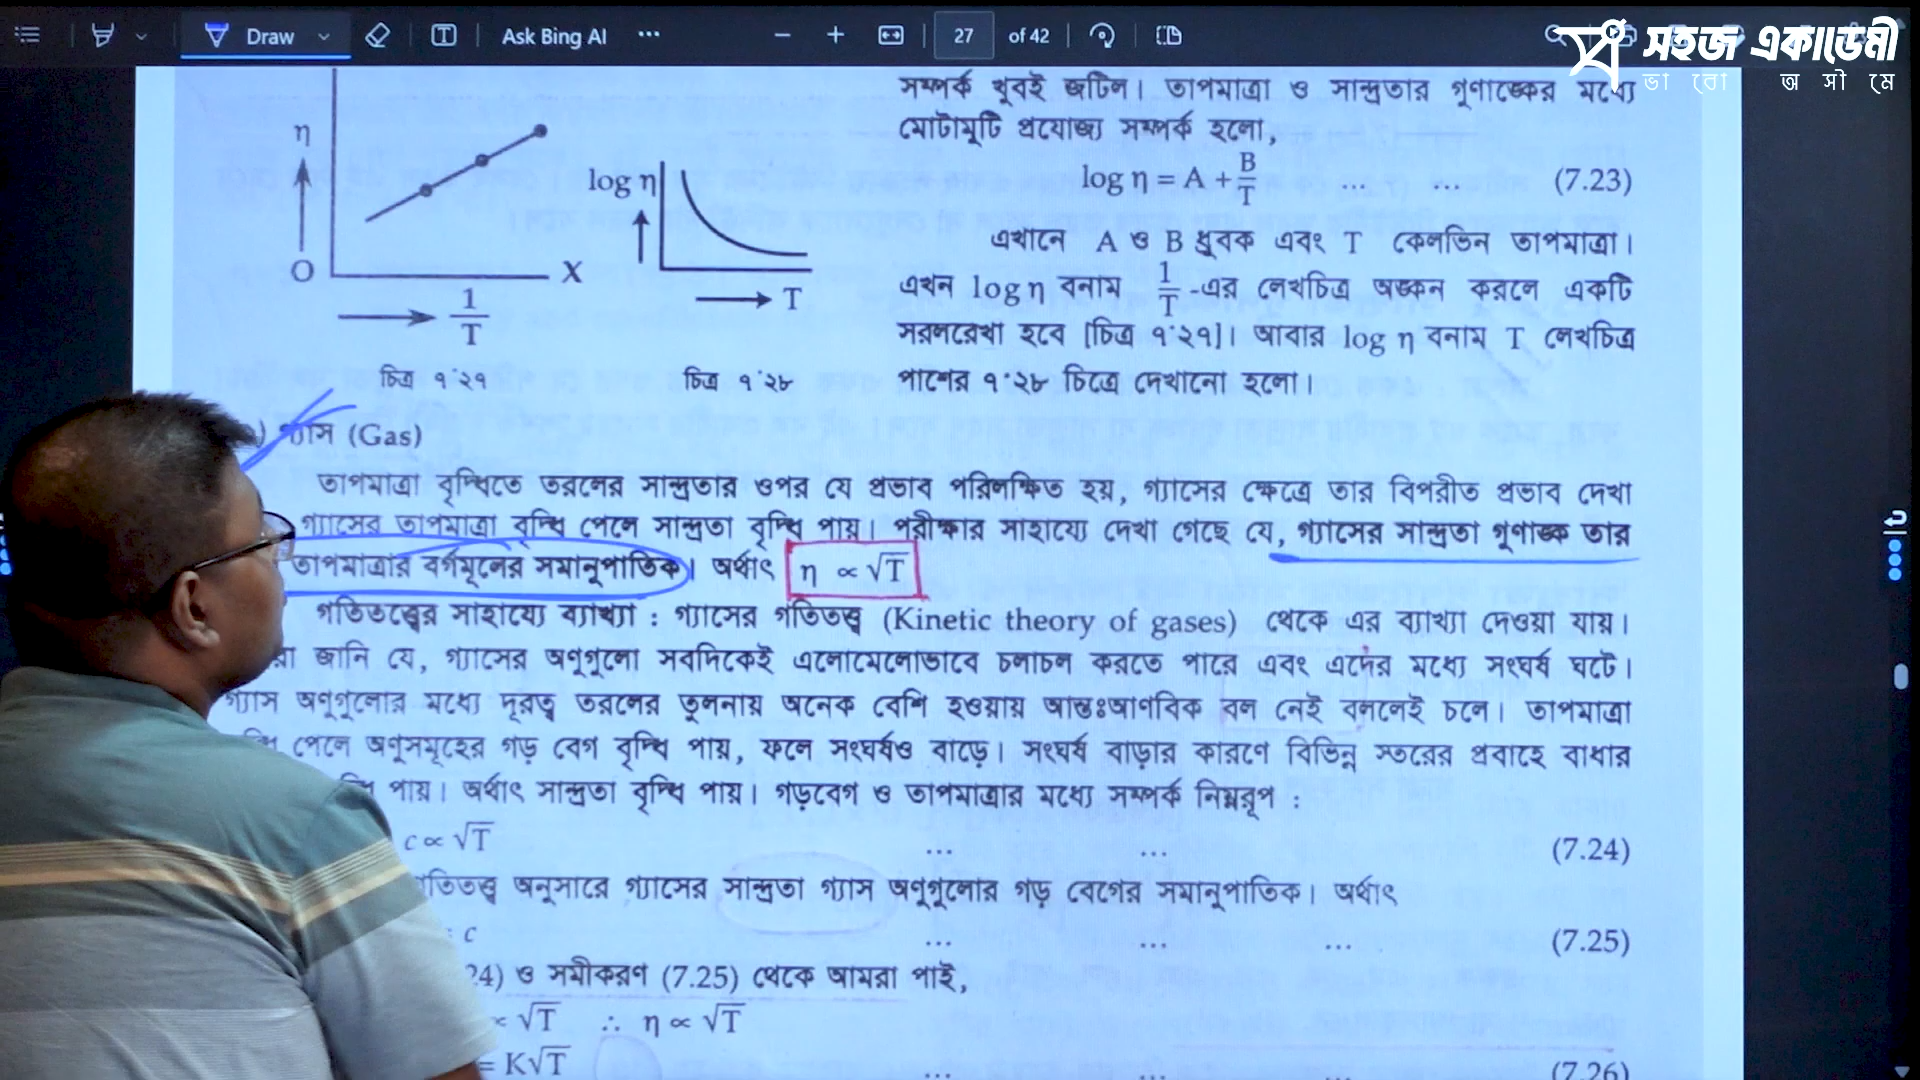 Draw
Ask Bing AI
27 of 42
সহজ একাডেমী
ভাবো অসীমে
সম্পর্ক খুবই জটিল। তাপমাত্রা ও সান্দ্রতার গুণাঙ্কের মধ্যে
মোটামুটি প্রযোজ্য সম্পর্ক হলো,
log η = A + B/T ... ... (7.23)
এখানে A ও B ধ্রুবক এবং T কেলভিন তাপমাত্রা।
এখন log η বনাম 1/T -এর লেখচিত্র অঙ্কন করলে একটি
সরলরেখা হবে [চিত্র ৭·২৭]। আবার log η বনাম T লেখচিত্র
পাশের ৭·২৮ চিত্রে দেখানো হলো।
η
O
X
1/T
চিত্র ৭·২৭
log η
T
চিত্র ৭·২৮
) গ্যাস (Gas)
তাপমাত্রা বৃদ্ধিতে তরলের সান্দ্রতার ওপর যে প্রভাব পরিলক্ষিত হয়, গ্যাসের ক্ষেত্রে তার বিপরীত প্রভাব দেখা
গ্যাসের তাপমাত্রা বৃদ্ধি পেলে সান্দ্রতা বৃদ্ধি পায়। পরীক্ষার সাহায্যে দেখা গেছে যে, গ্যাসের সান্দ্রতা গুণাঙ্ক তার
তাপমাত্রার বর্গমূলের সমানুপাতিক। অর্থাৎ η ∝ √T
গতিতত্ত্বের সাহায্যে ব্যাখ্যা : গ্যাসের গতিতত্ত্ব (Kinetic theory of gases) থেকে এর ব্যাখ্যা দেওয়া যায়।
জানি যে, গ্যাসের অণুগুলো সবদিকেই এলোমেলোভাবে চলাচল করতে পারে এবং এদের মধ্যে সংঘর্ষ ঘটে।
গ্যাস অণুগুলোর মধ্যে দূরত্ব তরলের তুলনায় অনেক বেশি হওয়ায় আন্তঃআণবিক বল নেই বললেই চলে। তাপমাত্রা
পেলে অণুসমূহের গড় বেগ বৃদ্ধি পায়, ফলে সংঘর্ষও বাড়ে। সংঘর্ষ বাড়ার কারণে বিভিন্ন স্তরের প্রবাহে বাধার
পায়। অর্থাৎ সান্দ্রতা বৃদ্ধি পায়। গড়বেগ ও তাপমাত্রার মধ্যে সম্পর্ক নিম্নরূপ :
c ∝ √T ... ... (7.24)
গতিতত্ত্ব অনুসারে গ্যাসের সান্দ্রতা গ্যাস অণুগুলোর গড় বেগের সমানুপাতিক। অর্থাৎ
c ... ... ... (7.25)
24) ও সমীকরণ (7.25) থেকে আমরা পাই,
∝ √T ∴ η ∝ √T
= K√T ... ... (7.26)